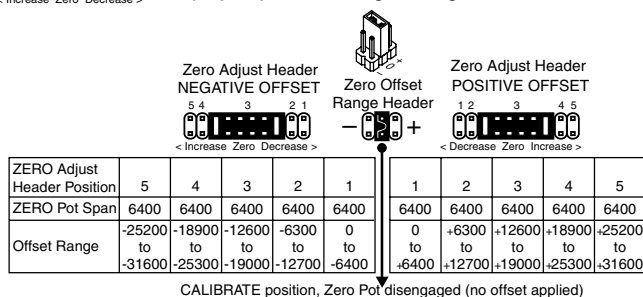 < Increase Zero Decrease >
Zero Adjust Header
NEGATIVE OFFSET
5 4 3 2 1
< Increase Zero Decrease >
Zero Offset
Range Header
- 0 +
− +
Zero Adjust Header
POSITIVE OFFSET
1 2 3 4 5
< Decrease Zero Increase >
ZERO Adjust
Header Position 5 4 3 2 1 1 2 3 4 5
ZERO Pot Span 6400 6400 6400 6400 6400 6400 6400 6400 6400 6400
Offset Range
-25200 -18900 -12600 -6300 0 0 +6300 +12600 +18900 +25200
to to to to to to to to to to
-31600 -25300 -19000 -12700 -6400 +6400 +12700 +19000 +25300 +31600
CALIBRATE position, Zero Pot disengaged (no offset applied)